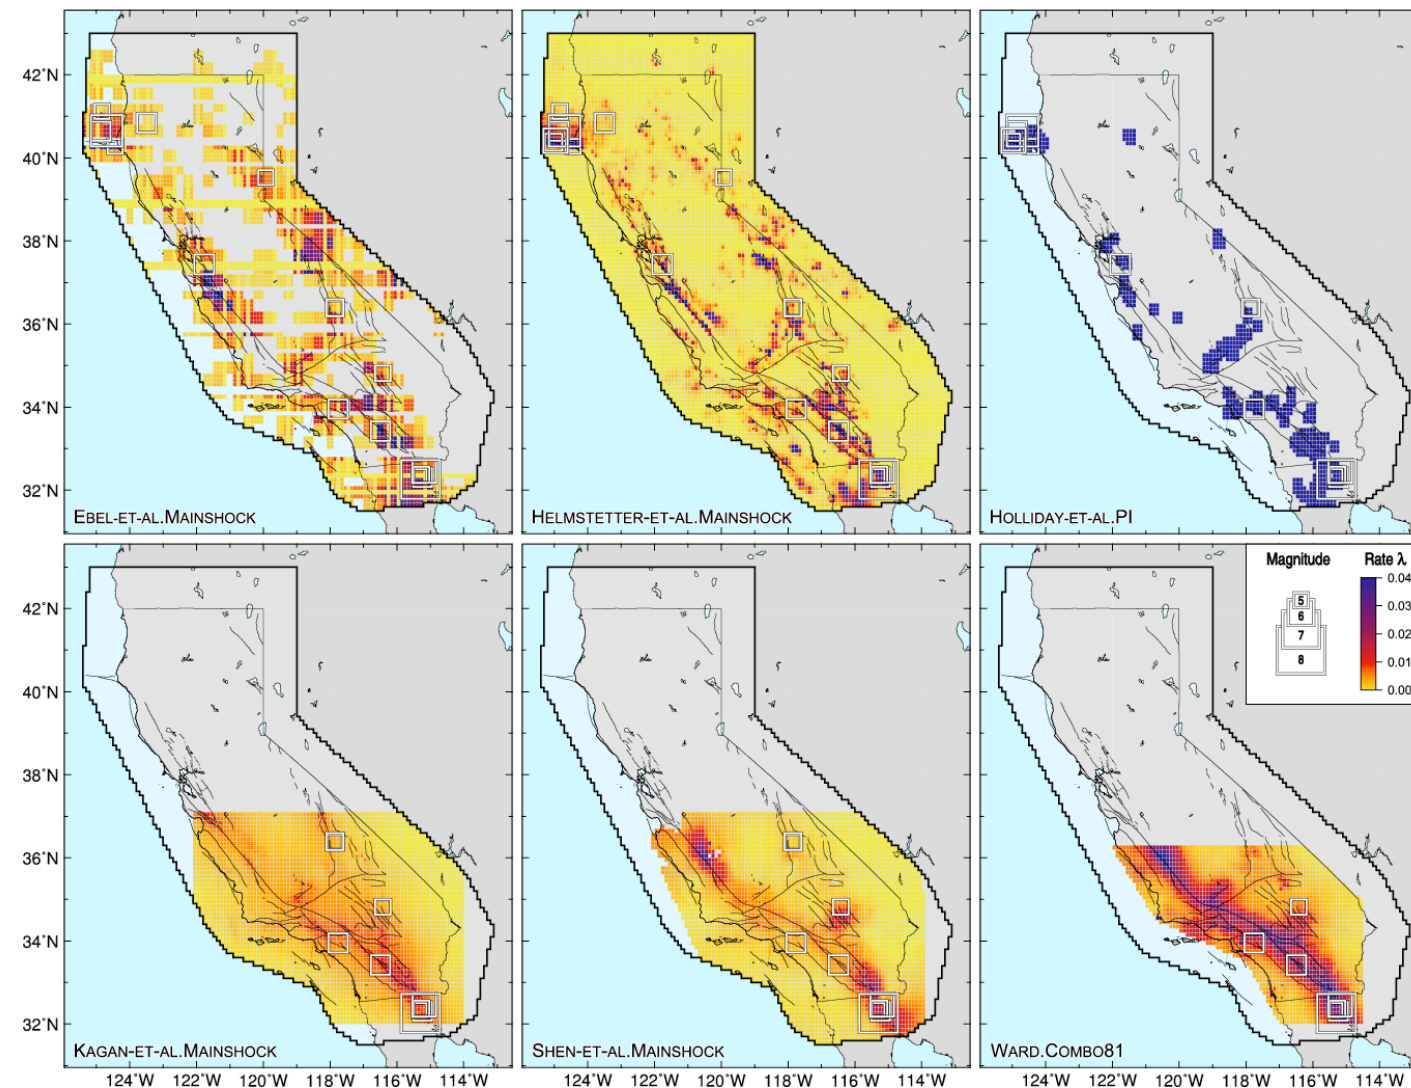 42°N
40°N
38°N
36°N
34°N
32°N
EBEL-ET-AL.MAINSHOCK
HELMSTETTER-ET-AL.MAINSHOCK
HOLLIDAY-ET-AL.PI
42°N
40°N
38°N
36°N
34°N
32°N
KAGAN-ET-AL.MAINSHOCK
SHEN-ET-AL.MAINSHOCK
WARD.COMBO81
Magnitude
5
6
7
8
Rate λ
0.04
0.03
0.02
0.01
0.00
124°W 122°W 120°W 118°W 116°W 114°W
124°W 122°W 120°W 118°W 116°W 114°W
124°W 122°W 120°W 118°W 116°W 114°W